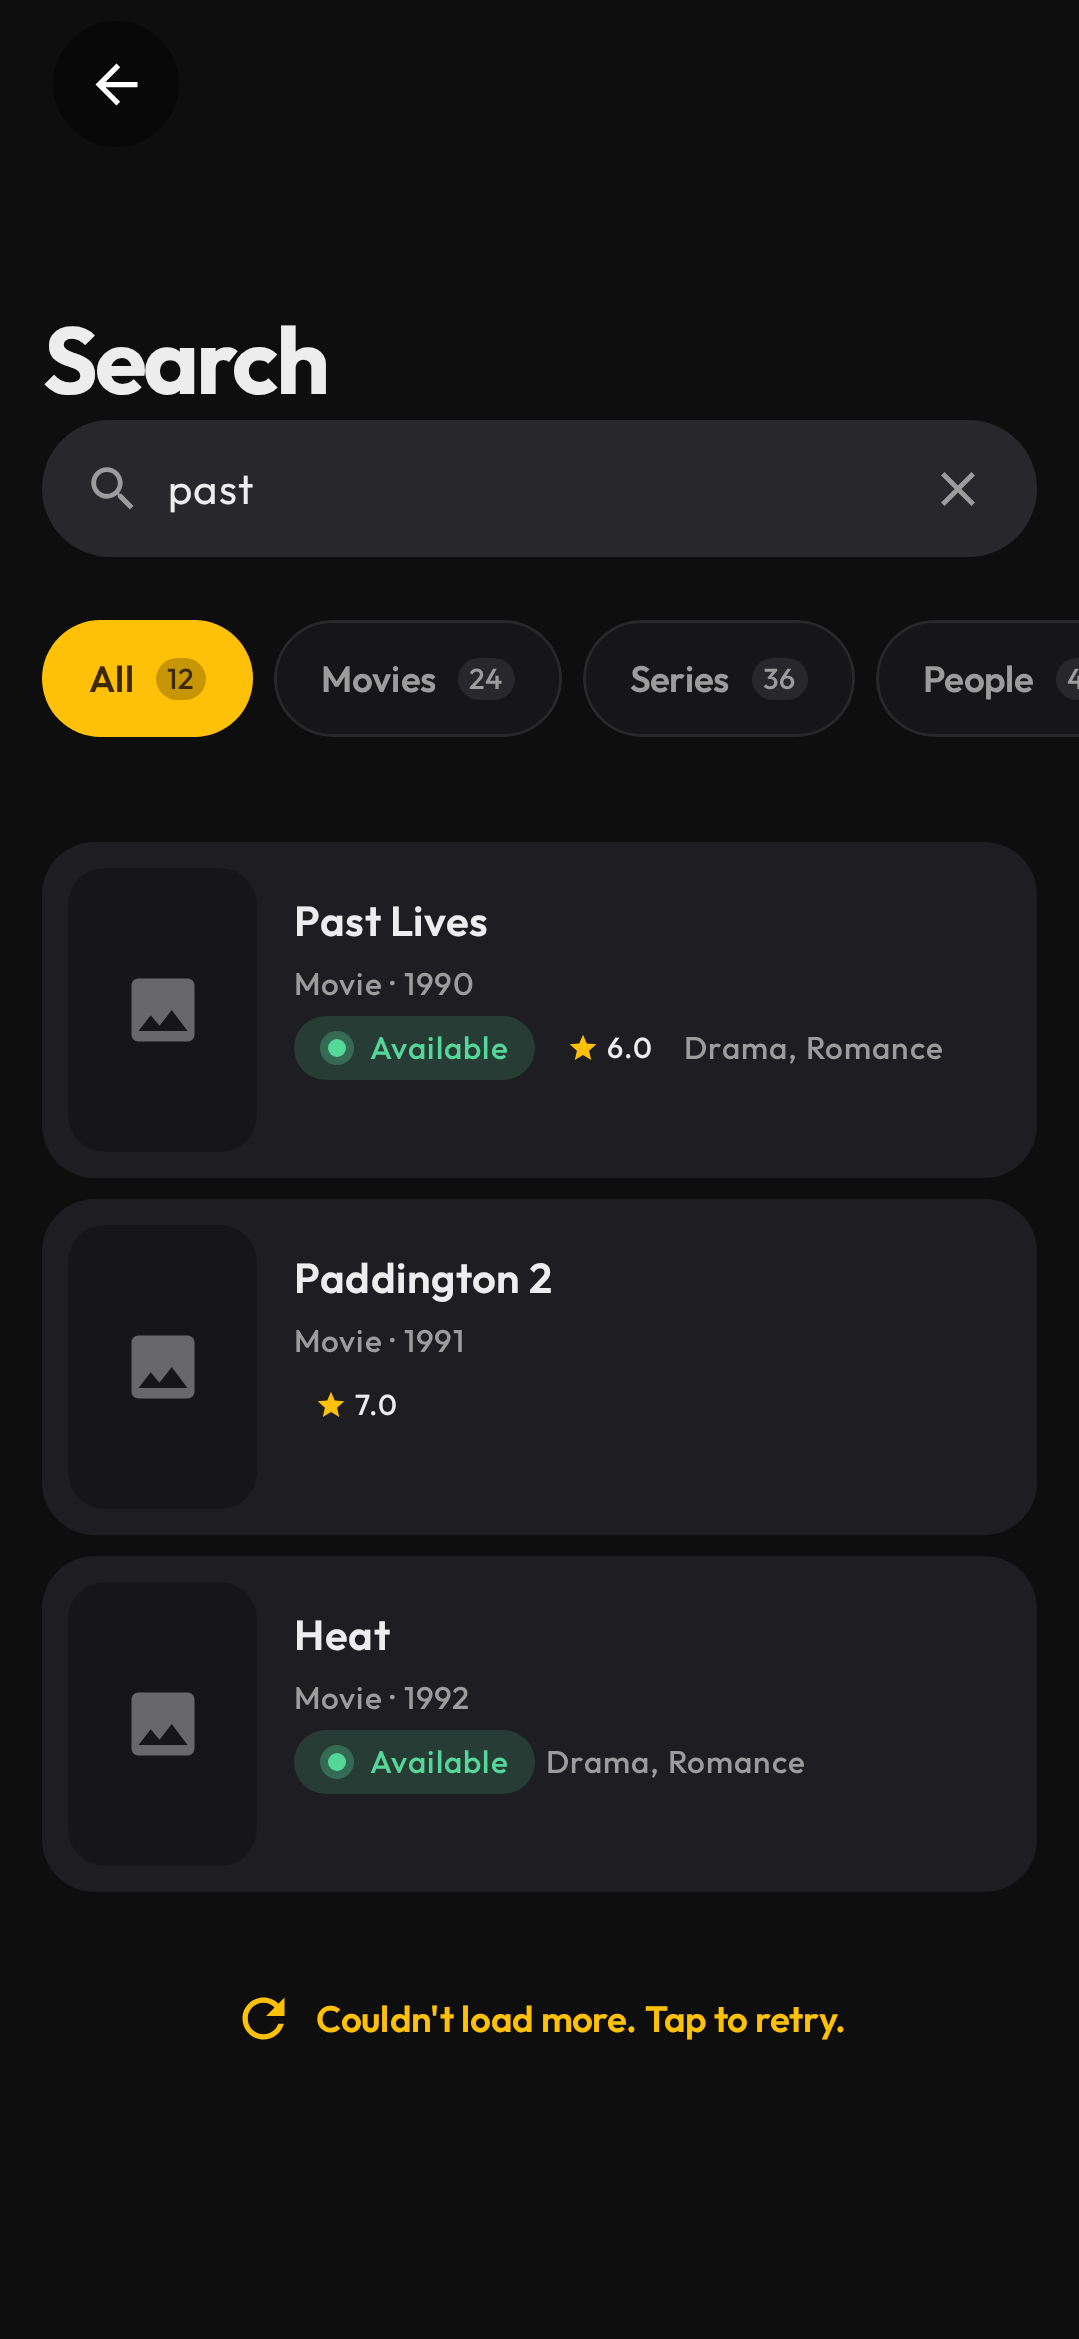 Search
past
All 12 Movies 24 Series 36 People
Past Lives
Movie · 1990
Available 6.0 Drama, Romance
Paddington 2
Movie · 1991
7.0
Heat
Movie · 1992
Available Drama, Romance
Couldn't load more. Tap to retry.